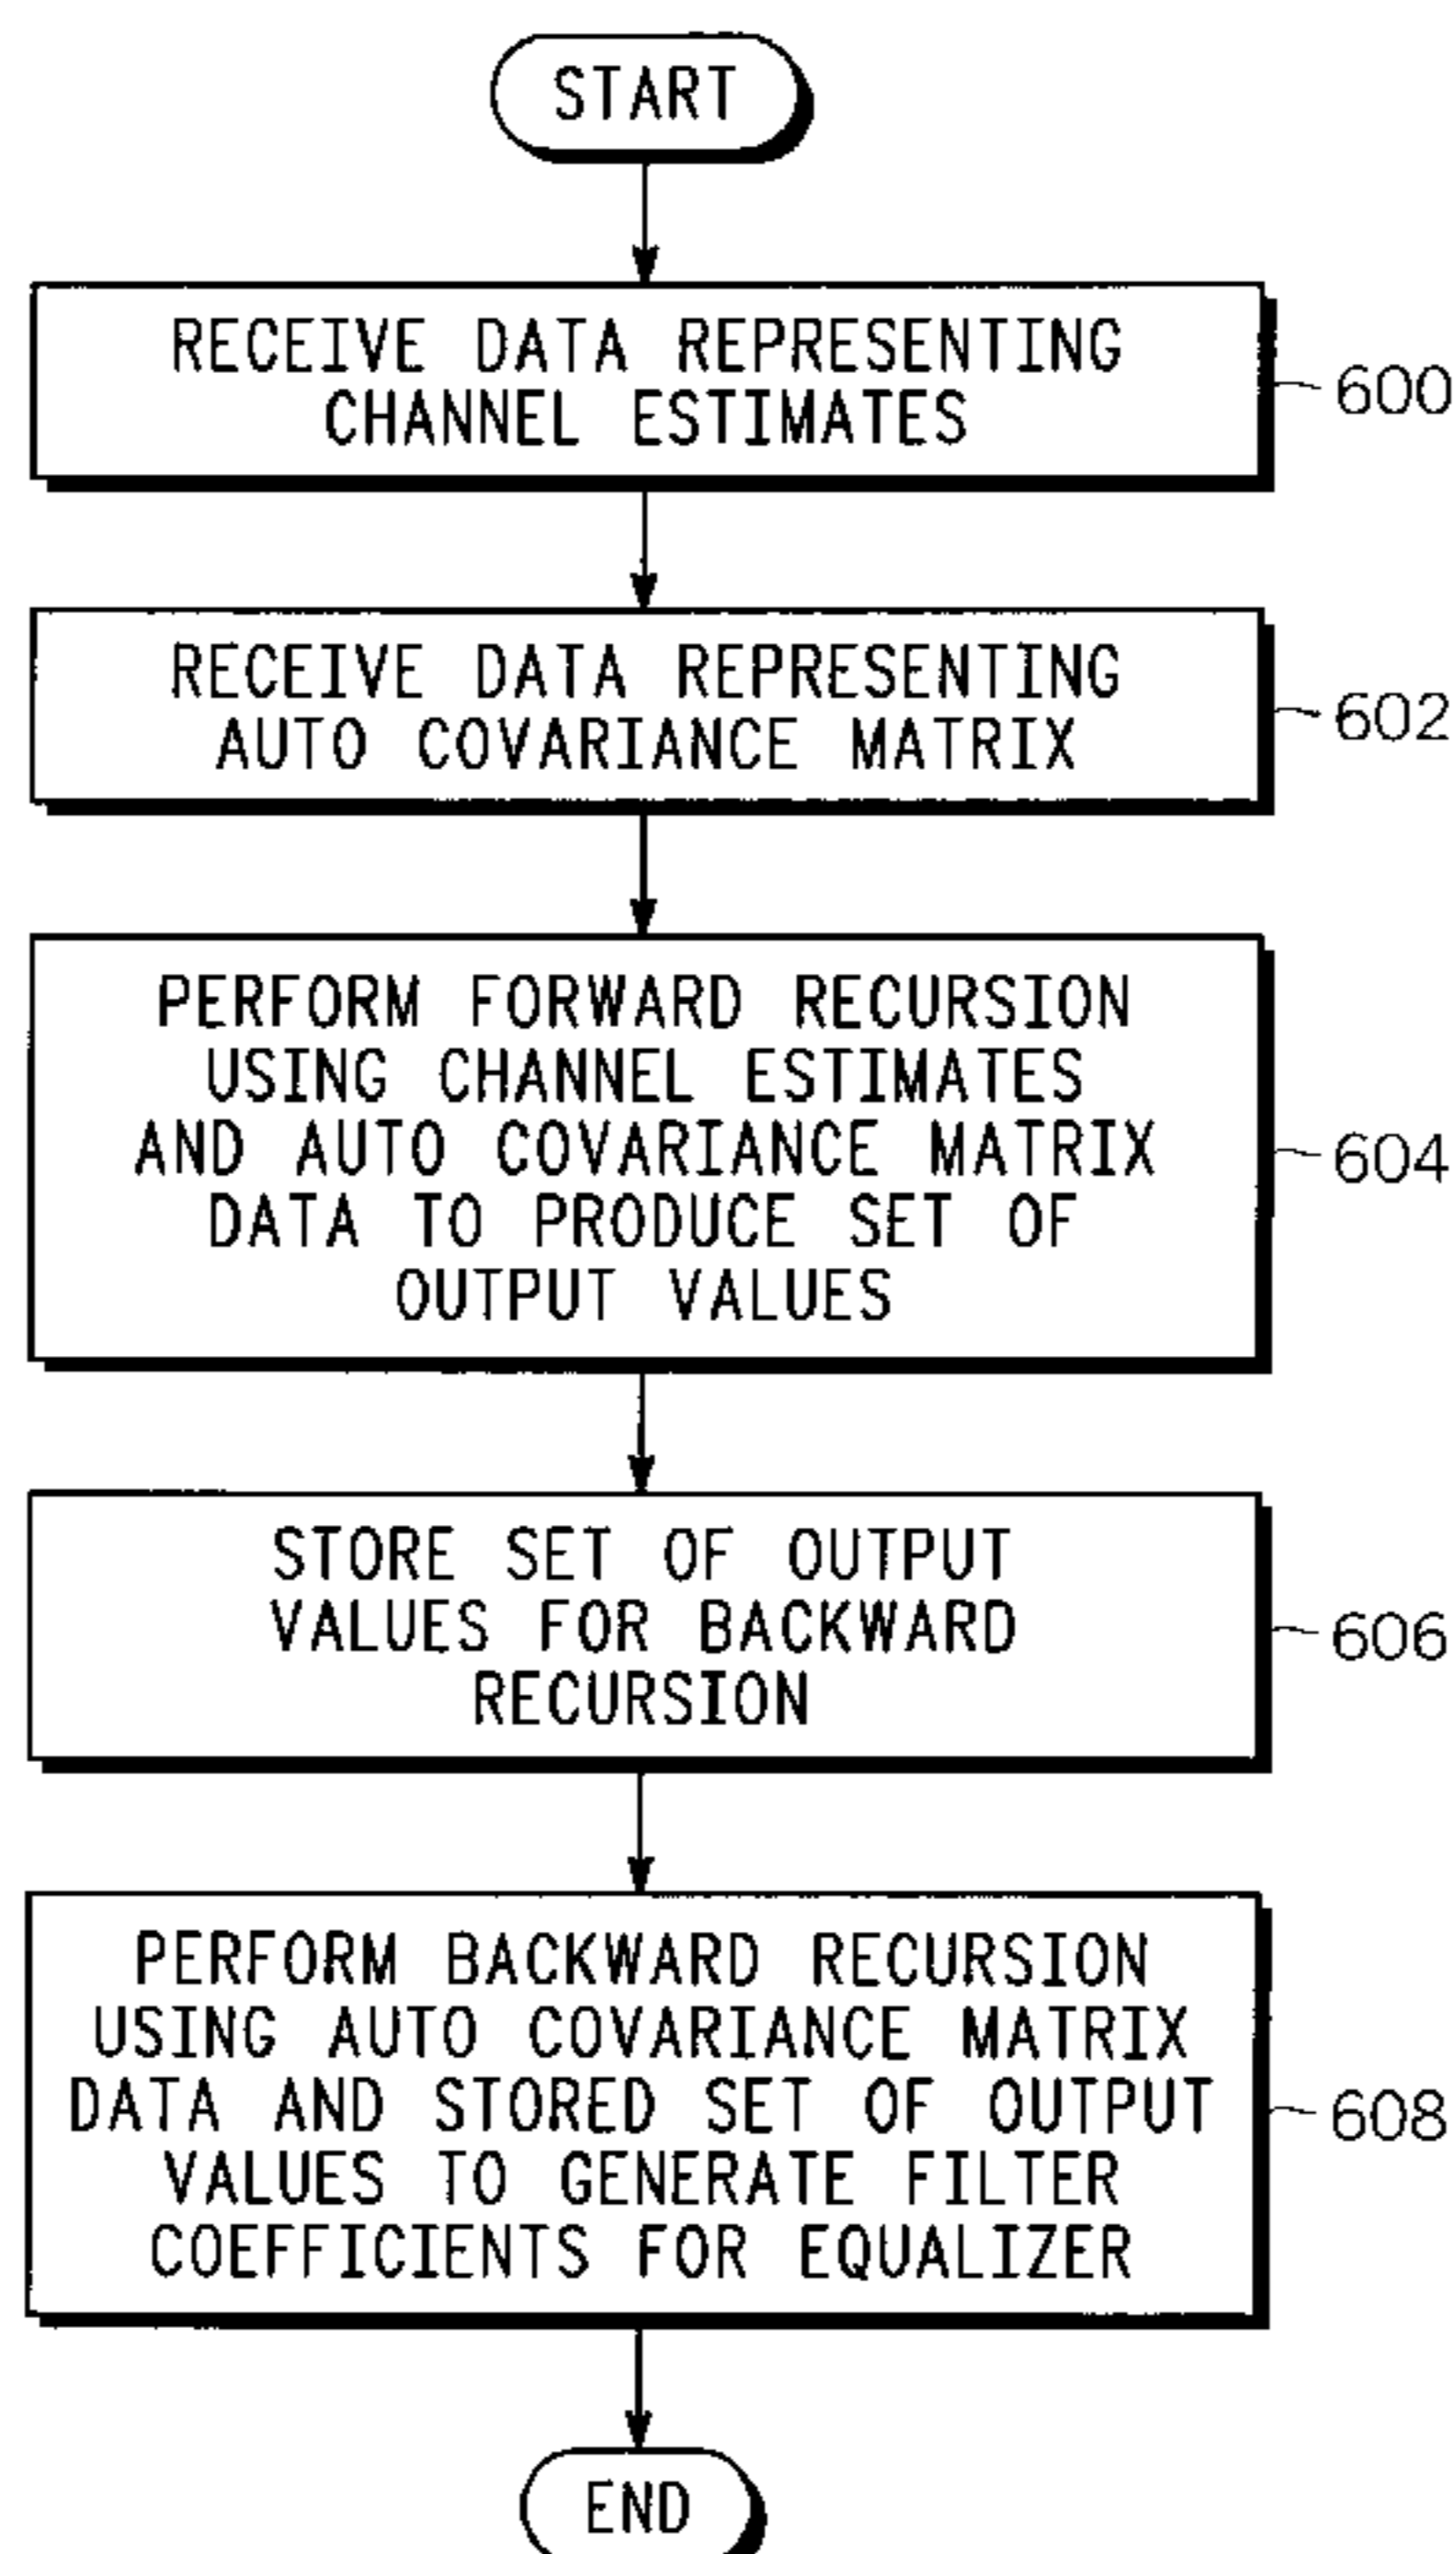 START
RECEIVE DATA REPRESENTING
CHANNEL ESTIMATES
600
RECEIVE DATA REPRESENTING
AUTO COVARIANCE MATRIX
602
PERFORM FORWARD RECURSION
USING CHANNEL ESTIMATES
AND AUTO COVARIANCE MATRIX
DATA TO PRODUCE SET OF
OUTPUT VALUES
604
STORE SET OF OUTPUT
VALUES FOR BACKWARD
RECURSION
606
PERFORM BACKWARD RECURSION
USING AUTO COVARIANCE MATRIX
DATA AND STORED SET OF OUTPUT
VALUES TO GENERATE FILTER
COEFFICIENTS FOR EQUALIZER
608
END